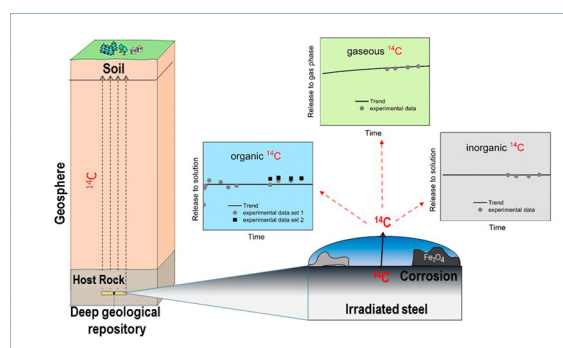 Soil
Geosphere
14C
Host Rock
Deep geological
repository
gaseous 14C
Release to gas phase
Trend
experimental data
Time
organic 14C
Release to solution
Trend
experimental data set 1
experimental data set 2
Time
inorganic 14C
Release to solution
Trend
experimental data
Time
14C
14C
Fe3O4
Corrosion
Irradiated steel